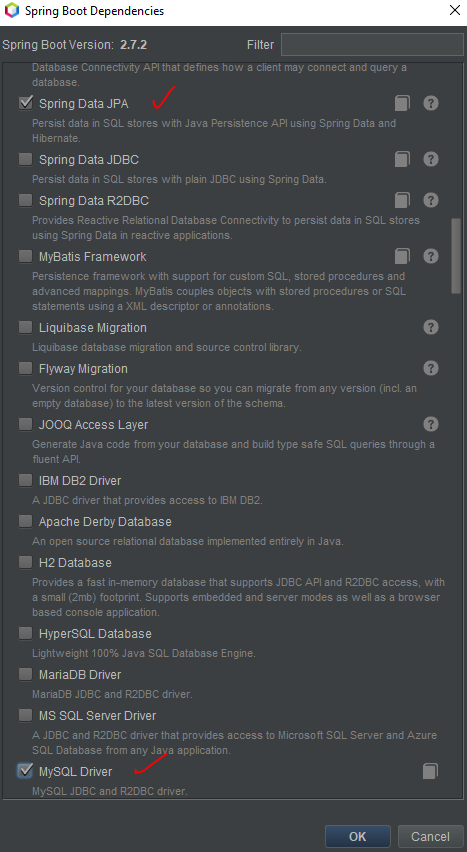 Spring Boot Dependencies
Spring Boot Version: 2.7.2 Filter
Database Connectivity API that defines how a client may connect and query a
database.
Spring Data JPA
Persist data in SQL stores with Java Persistence API using Spring Data and
Hibernate.
Spring Data JDBC
Persist data in SQL stores with plain JDBC using Spring Data.
Spring Data R2DBC
Provides Reactive Relational Database Connectivity to persist data in SQL stores
using Spring Data in reactive applications.
MyBatis Framework
Persistence framework with support for custom SQL, stored procedures and
advanced mappings. MyBatis couples objects with stored procedures or SQL
statements using a XML descriptor or annotations.
Liquibase Migration
Liquibase database migration and source control library.
Flyway Migration
Version control for your database so you can migrate from any version (incl. an
empty database) to the latest version of the schema.
JOOQ Access Layer
Generate Java code from your database and build type safe SQL queries through a
fluent API.
IBM DB2 Driver
A JDBC driver that provides access to IBM DB2.
Apache Derby Database
An open source relational database implemented entirely in Java.
H2 Database
Provides a fast in-memory database that supports JDBC API and R2DBC access, with
a small (2mb) footprint. Supports embedded and server modes as well as a browser
based console application.
HyperSQL Database
Lightweight 100% Java SQL Database Engine.
MariaDB Driver
MariaDB JDBC and R2DBC driver.
MS SQL Server Driver
A JDBC and R2DBC driver that provides access to Microsoft SQL Server and Azure
SQL Database from any Java application.
MySQL Driver
MySQL JDBC and R2DBC driver.
OK Cancel